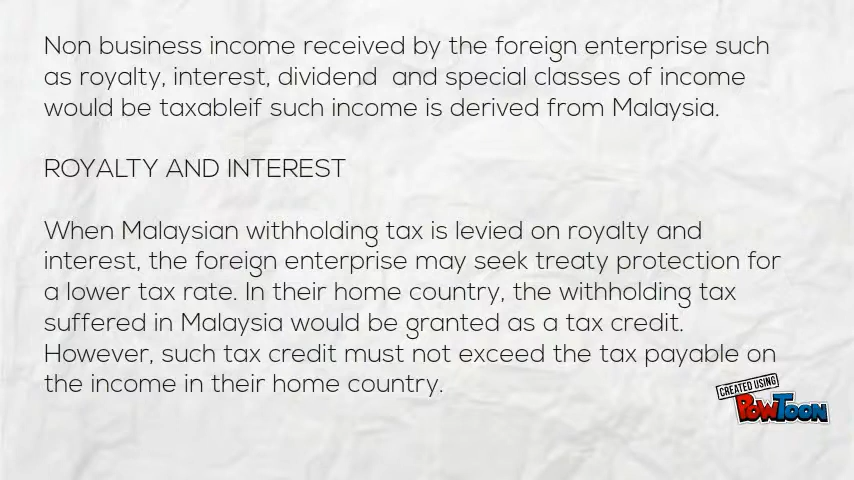 Non business income received by the foreign enterprise such
as royalty, interest, dividend  and special classes of income
would be taxableif such income is derived from Malaysia.
ROYALTY AND INTEREST
When Malaysian withholding tax is levied on royalty and
interest, the foreign enterprise may seek treaty protection for
a lower tax rate. In their home country, the withholding tax
suffered in Malaysia would be granted as a tax credit.
However, such tax credit must not exceed the tax payable on
the income in their home country.
CREATED USING
PowToon